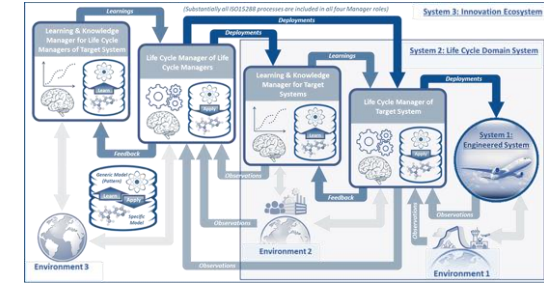 (Substantially all ISO15288 processes are included in all four Manager roles)
System 3: Innovation Ecosystem
Learnings
Deployments
Learning & Knowledge
Manager for Life Cycle
Managers of Target System
Learn
Life Cycle Manager of Life
Cycle Managers
Apply
Deployments
System 2: Life Cycle Domain System
Learning & Knowledge
Manager for Target
Systems
Learn
Learnings
Life Cycle Manager of
Target System
Apply
Deployments
System 1:
Engineered System
Feedback
Observations
Feedback
Observations
Generic Model
(Pattern)
Learn
Apply
Specific
Model
Observations
Environment 3
Environment 2
Observations
Observations
Environment 1